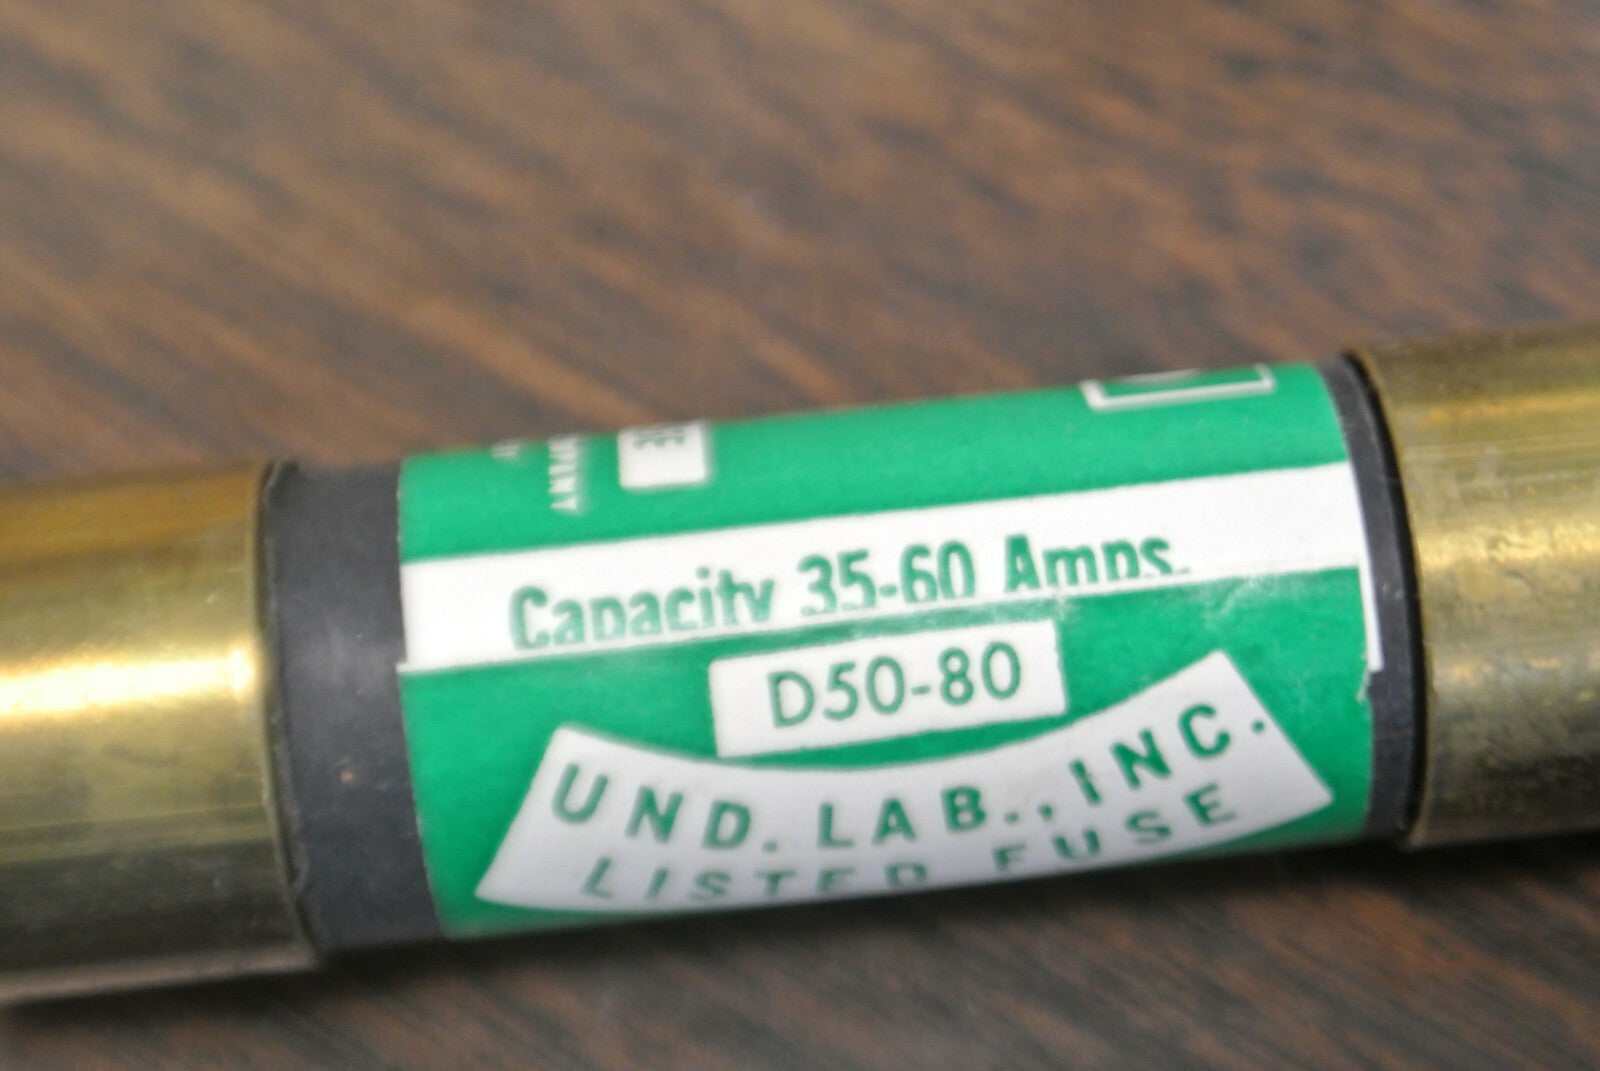 Capacity 35-60 Amps.
D50-80
UND. LAB., INC.
LISTED FUSE